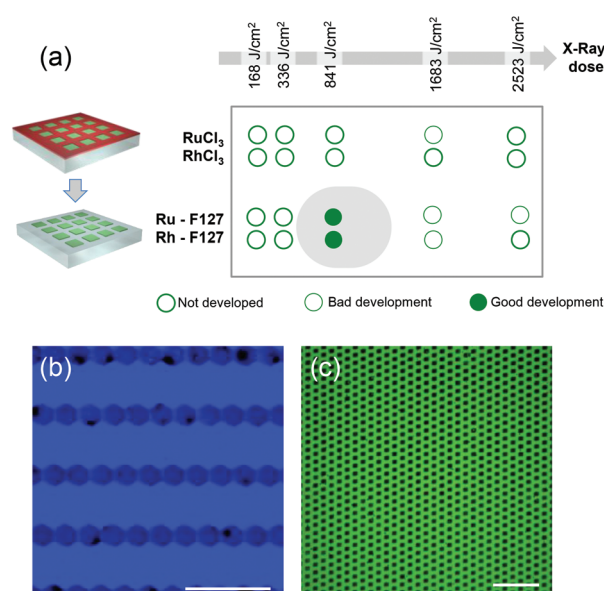 (a)
168 J/cm²
336 J/cm²
841 J/cm²
1683 J/cm²
2523 J/cm²
X-Ray
dose
RuCl₃
RhCl₃
Ru - F127
Rh - F127
Not developed
Bad development
Good development
(b)
(c)